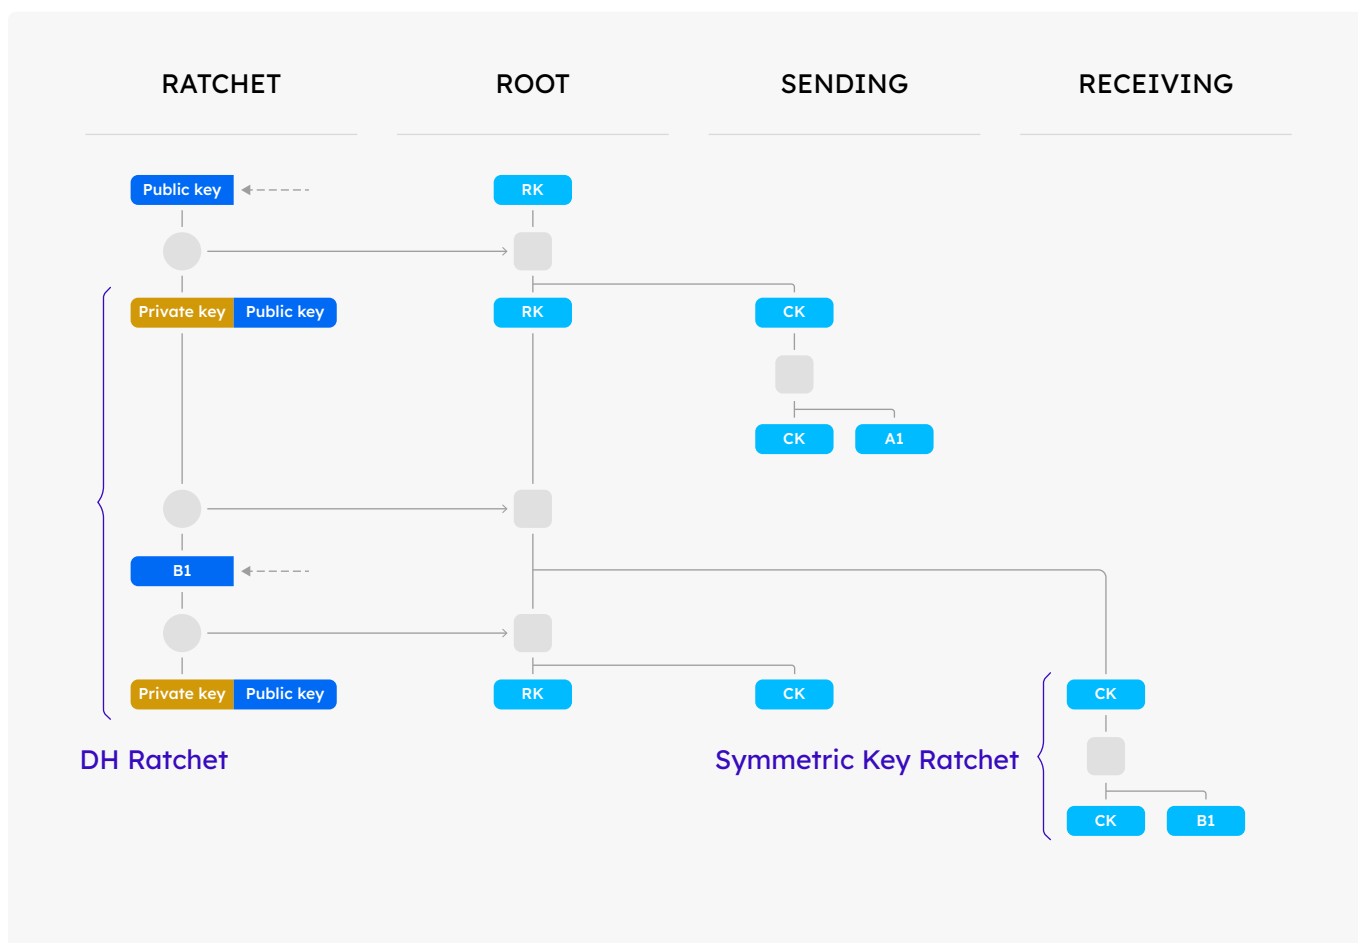 RATCHET
ROOT
SENDING
RECEIVING
Public key
RK
Private key
Public key
RK
CK
CK
A1
B1
Private key
Public key
RK
CK
CK
DH Ratchet
Symmetric Key Ratchet
CK
B1